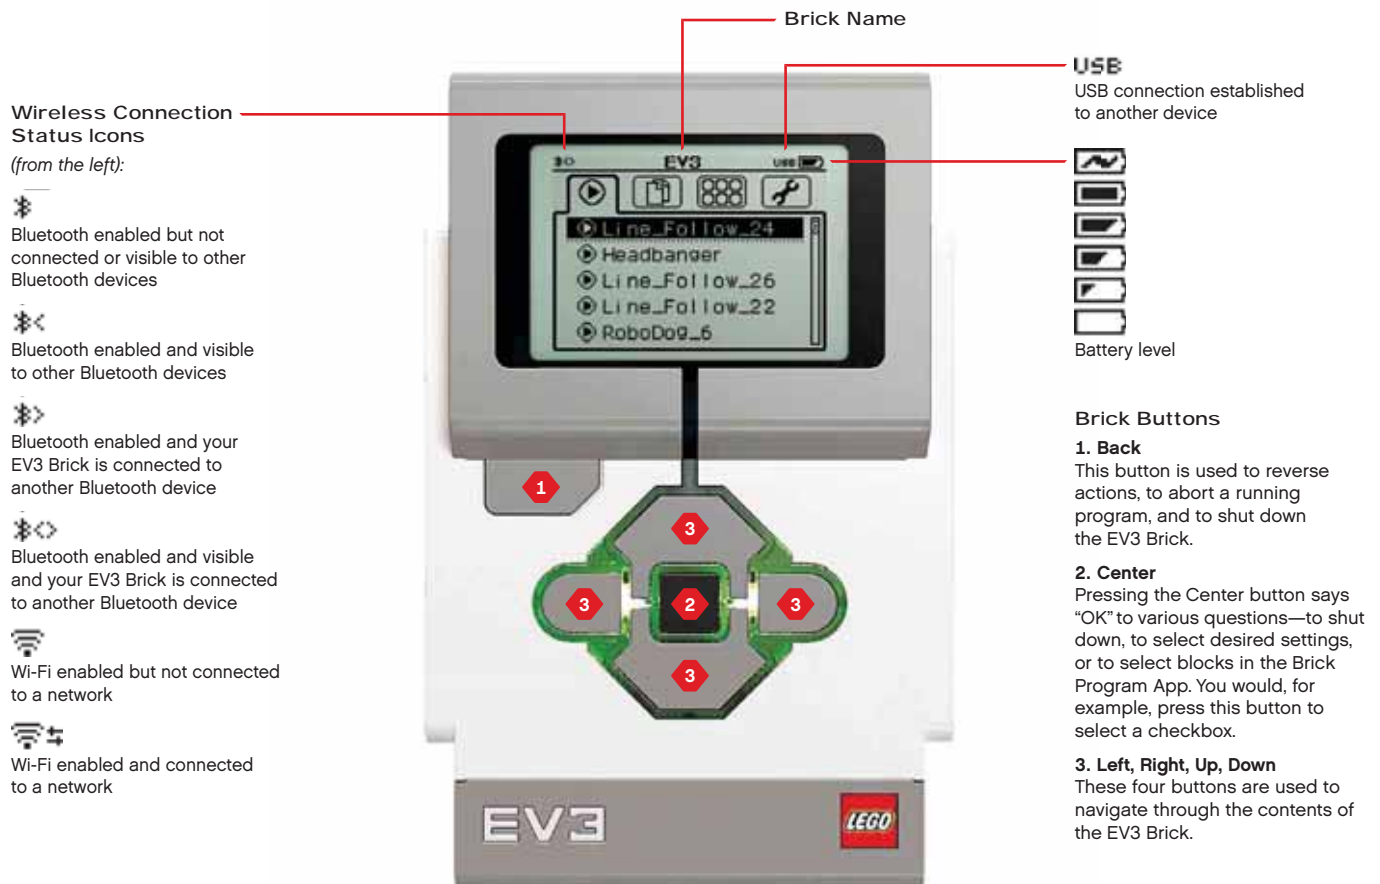 Brick Name
Wireless Connection
Status Icons
(from the left):
Bluetooth enabled but not
connected or visible to other
Bluetooth devices
Bluetooth enabled and visible
to other Bluetooth devices
Bluetooth enabled and your
EV3 Brick is connected to
another Bluetooth device
Bluetooth enabled and visible
and your EV3 Brick is connected
to another Bluetooth device
Wi-Fi enabled but not connected
to a network
Wi-Fi enabled and connected
to a network
EV3
USB
Line_Follow_24
Headbanger
Line_Follow_26
Line_Follow_22
RoboDog_6
1
3
3
2
3
3
EV3
LEGO
USB
USB connection established
to another device
Battery level
Brick Buttons
1. Back
This button is used to reverse
actions, to abort a running
program, and to shut down
the EV3 Brick.
2. Center
Pressing the Center button says
“OK” to various questions—to shut
down, to select desired settings,
or to select blocks in the Brick
Program App. You would, for
example, press this button to
select a checkbox.
3. Left, Right, Up, Down
These four buttons are used to
navigate through the contents of
the EV3 Brick.